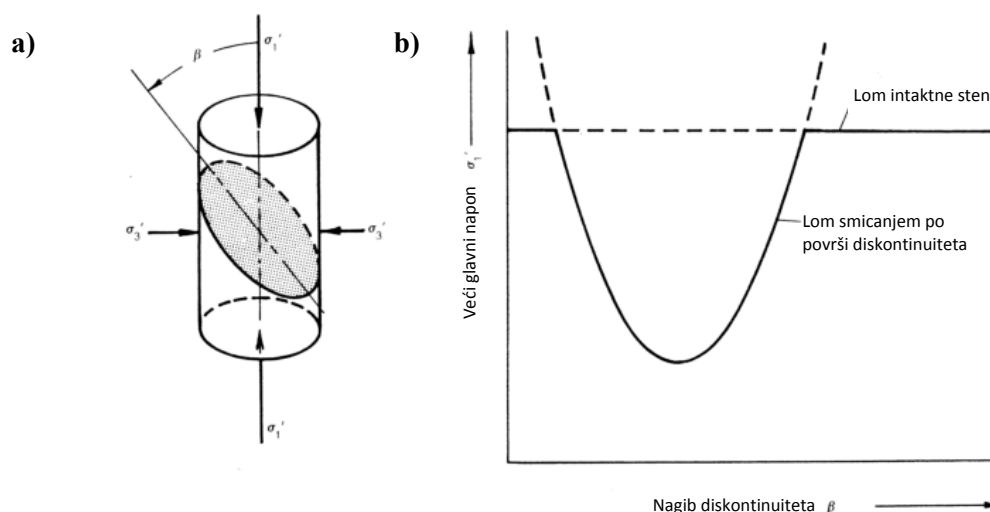 a)
β
σ₁'
σ₃'
σ₃'
σ₁'
b)
Veći glavni napon σ₁'
Lom intaktne sten
Lom smicanjem po
površi diskontinuiteta
Nagib diskontinuiteta β